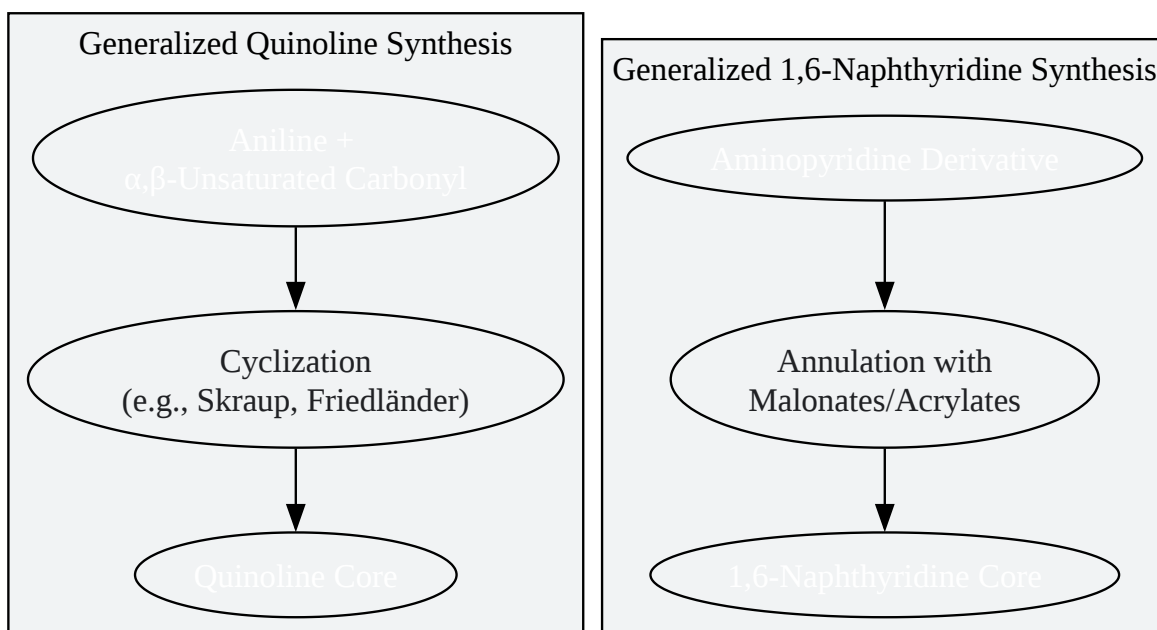 Generalized Quinoline Synthesis
Aniline +
α,β-Unsaturated Carbonyl
Cyclization
(e.g., Skraup, Friedländer)
Quinoline Core
Generalized 1,6-Naphthyridine Synthesis
Aminopyridine Derivative
Annulation with
Malonates/Acrylates
1,6-Naphthyridine Core